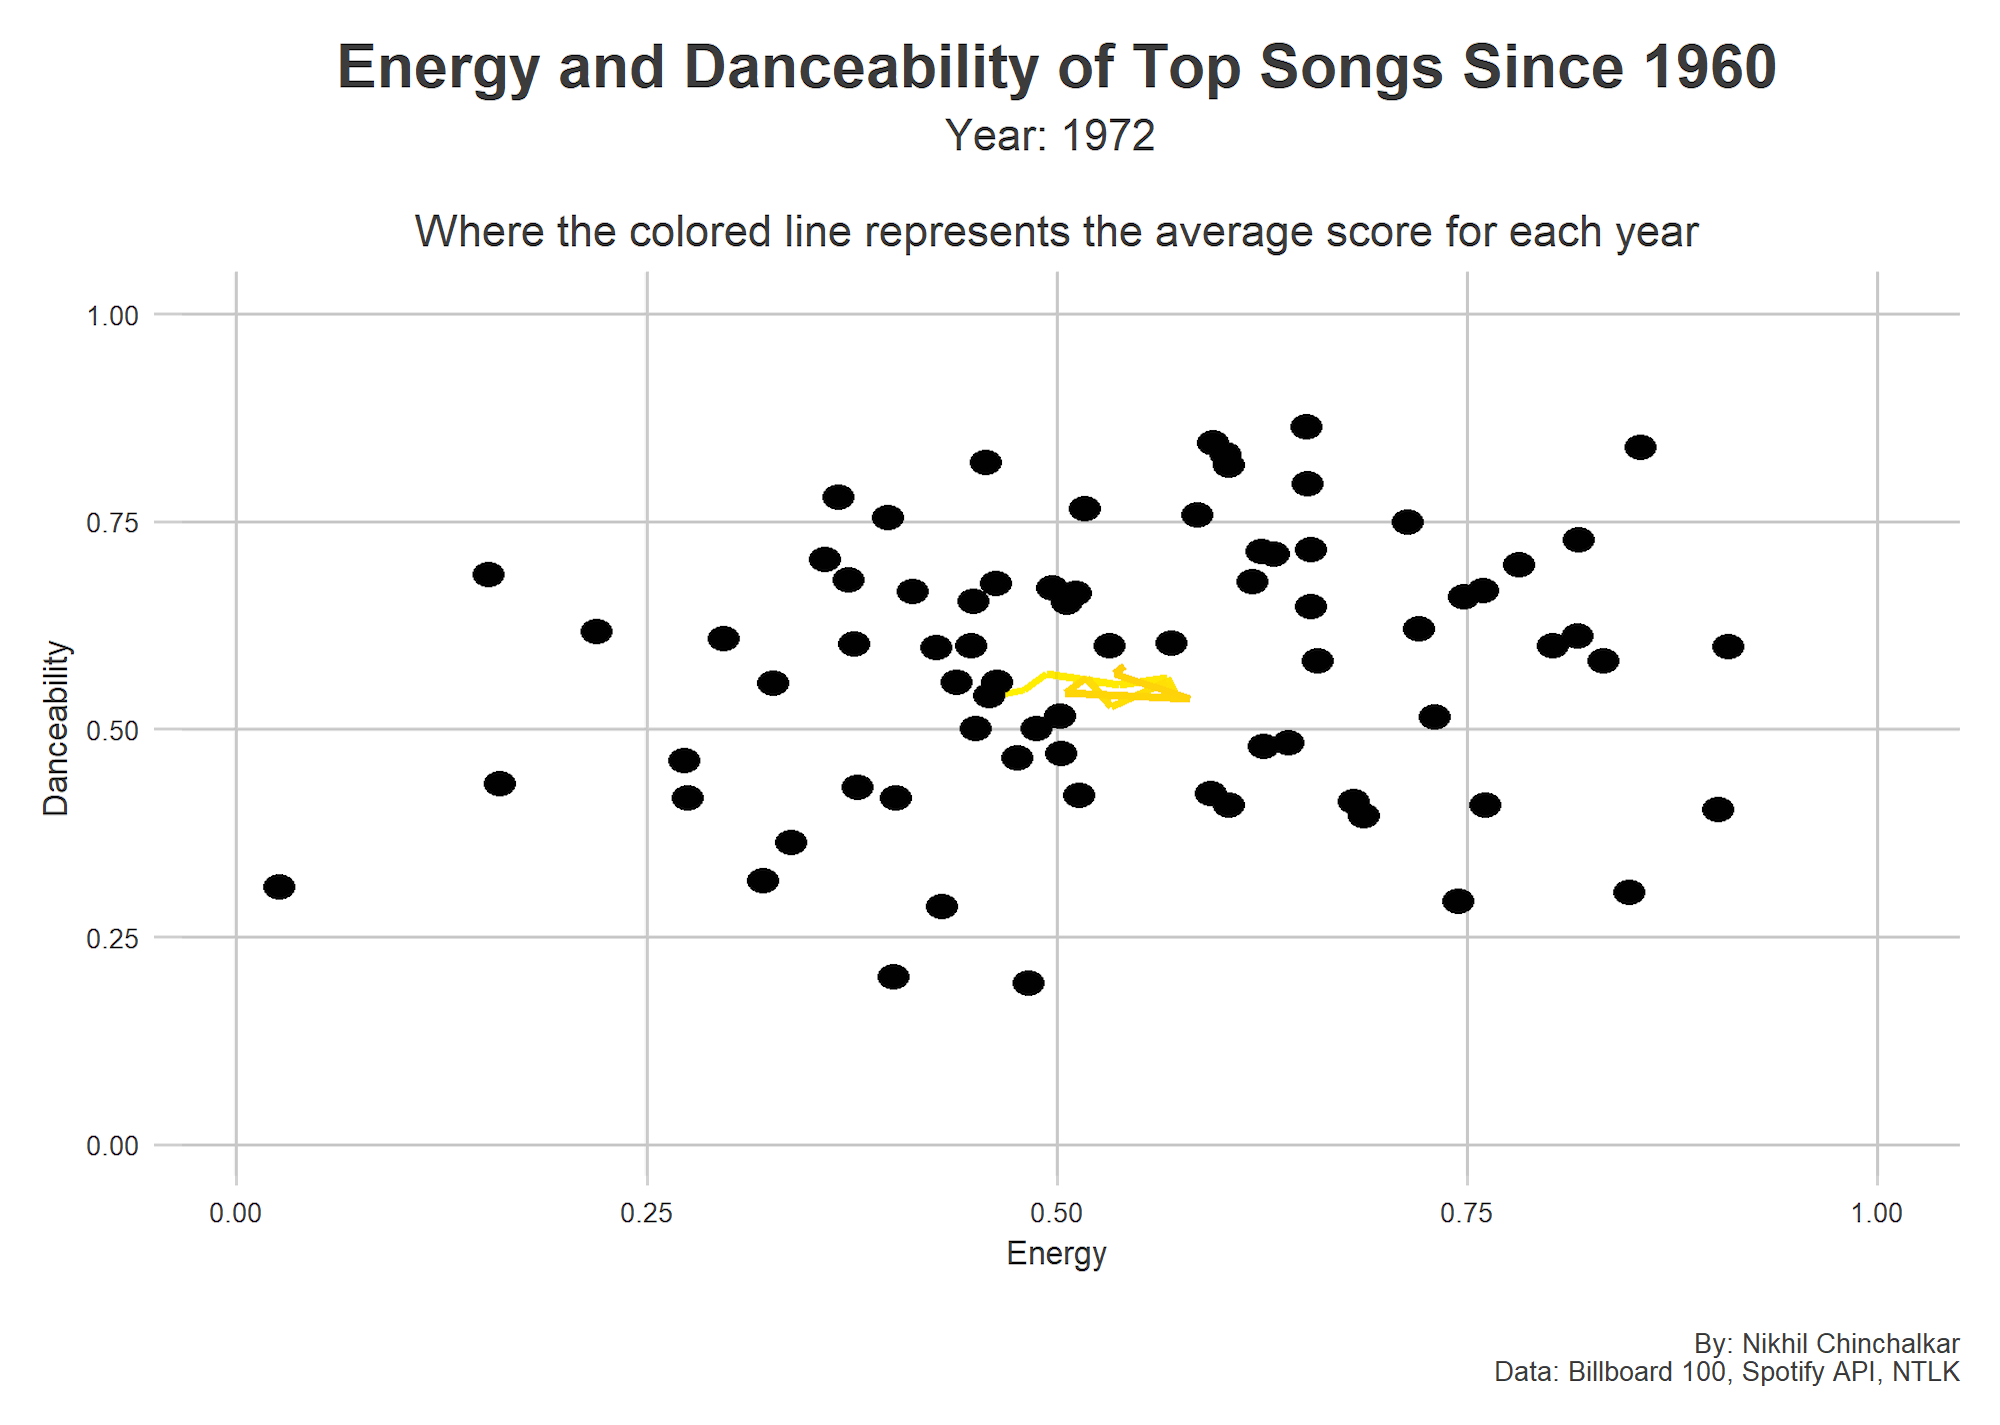 Energy and Danceability of Top Songs Since 1960
Year: 1972
Where the colored line represents the average score for each year
1.00
0.75
0.50
0.25
0.00
Danceability
0.00 0.25 0.50 0.75 1.00
Energy
By: Nikhil Chinchalkar
Data: Billboard 100, Spotify API, NTLK